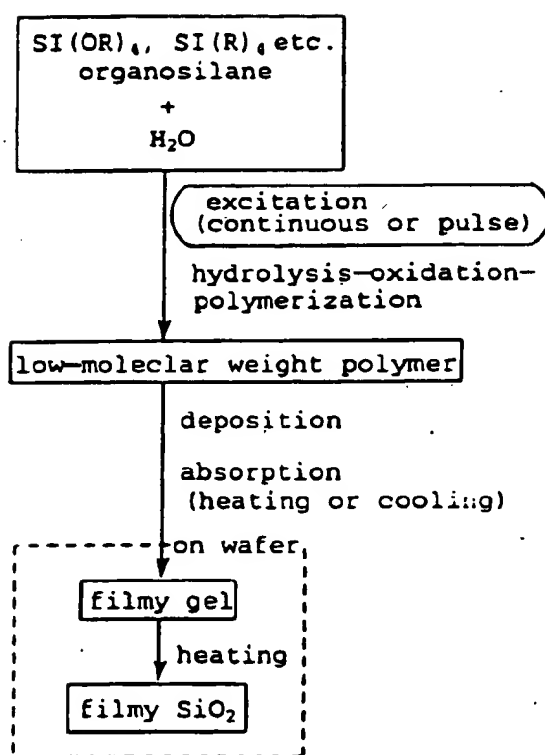 SI(OR)₄, SI(R)₄ etc.
organosilane
+
H₂O
excitation
(continuous or pulse)
hydrolysis—oxidation—
polymerization
low—moleclar weight polymer
deposition
absorption
(heating or cooling)
on wafer
filmy gel
heating
filmy SiO₂